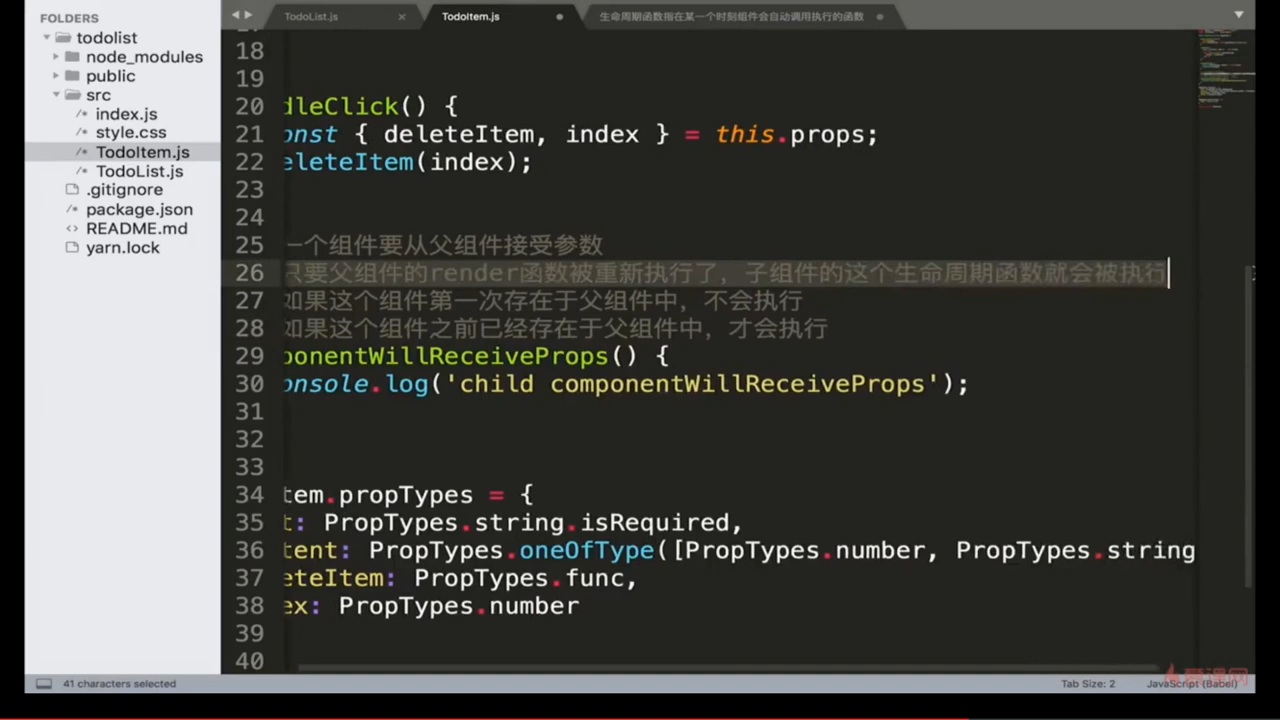 FOLDERS
todolist
node_modules
public
src
index.js
style.css
TodoItem.js
TodoList.js
.gitignore
package.json
README.md
yarn.lock
TodoList.js
TodoItem.js
生命周期函数指在某一个时刻组件会自动调用执行的函数
18
19
20 dleClick() {
21 onst { deleteItem, index } = this.props;
22 eleteItem(index);
23
24
25 一个组件要从父组件接受参数
26 只要父组件的render函数被重新执行了，子组件的这个生命周期函数就会被执行
27 如果这个组件第一次存在于父组件中，不会执行
28 如果这个组件之前已经存在于父组件中，才会执行
29 ponentWillReceiveProps() {
30 onsole.log('child componentWillReceiveProps');
31
32
33
34 tem.propTypes = {
35 t: PropTypes.string.isRequired,
36 tent: PropTypes.oneOfType([PropTypes.number, PropTypes.string
37 eteItem: PropTypes.func,
38 ex: PropTypes.number
39
40
41 characters selected
Tab Size: 2
JavaScript (Babel)